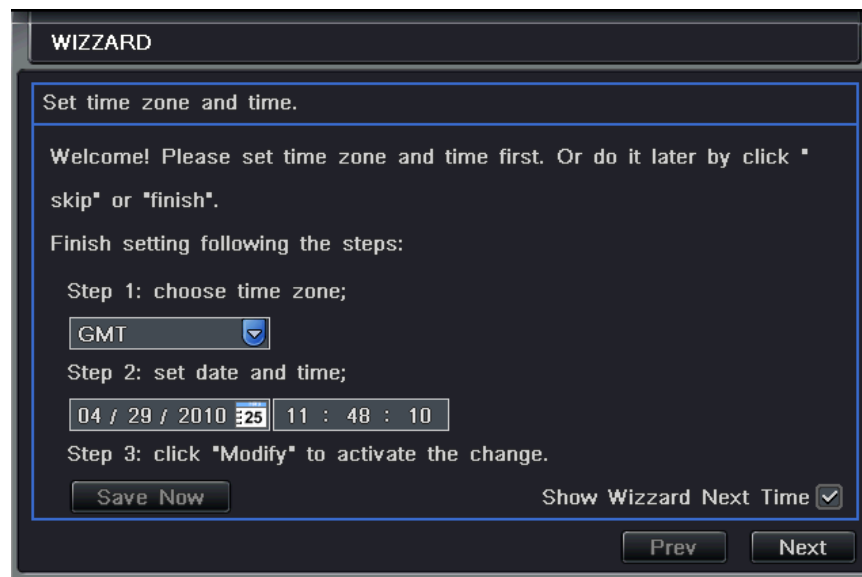 WIZZARD
Set time zone and time.
Welcome! Please set time zone and time first. Or do it later by click "
skip" or "finish".
Finish setting following the steps:
Step 1: choose time zone;
GMT
Step 2: set date and time;
04 / 29 / 2010 25 11 : 48 : 10
Step 3: click "Modify" to activate the change.
Save Now Show Wizzard Next Time
Prev Next